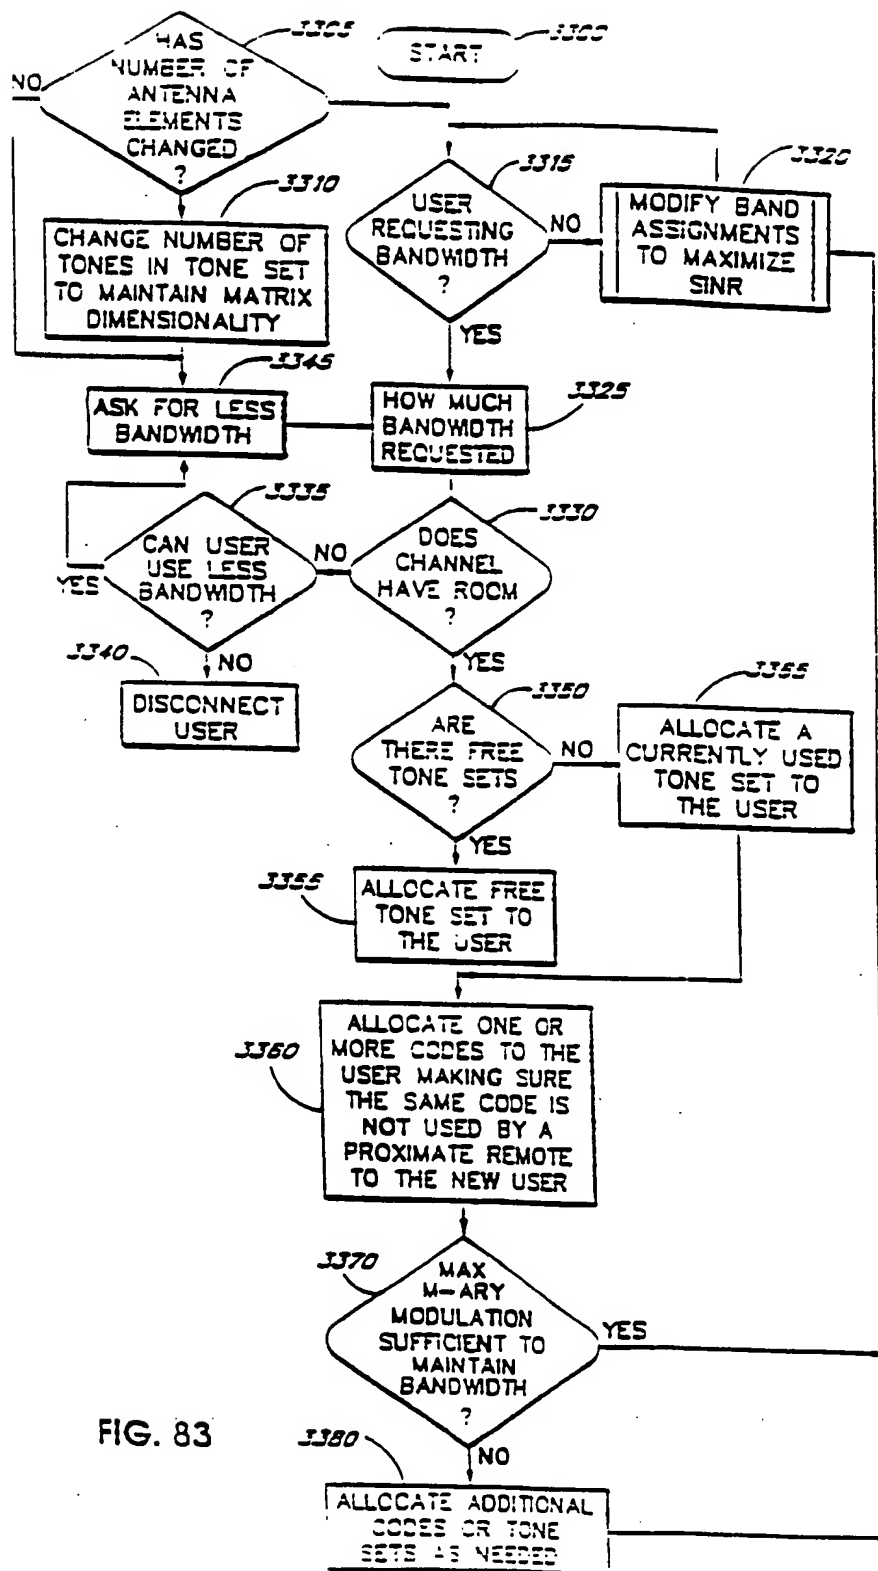 3305
HAS
NUMBER OF
ANTENNA
ELEMENTS
CHANGED
?
NO
START
3300
3310
CHANGE NUMBER OF
TONES IN TONE SET
TO MAINTAIN MATRIX
DIMENSIONALITY
3315
USER
REQUESTING
BANDWIDTH
?
NO
YES
3320
MODIFY BAND
ASSIGNMENTS
TO MAXIMIZE
SINR
3345
ASK FOR LESS
BANDWIDTH
HOW MUCH
BANDWIDTH
REQUESTED
3325
3335
CAN USER
USE LESS
BANDWIDTH
?
YES
NO
NO
3330
DOES
CHANNEL
HAVE ROOM
?
YES
3340
DISCONNECT
USER
3350
ARE
THERE FREE
TONE SETS
?
NO
YES
3365
ALLOCATE A
CURRENTLY USED
TONE SET TO
THE USER
3355
ALLOCATE FREE
TONE SET TO
THE USER
3360
ALLOCATE ONE OR
MORE CODES TO THE
USER MAKING SURE
THE SAME CODE IS
NOT USED BY A
PROXIMATE REMOTE
TO THE NEW USER
3370
MAX
M-ARY
MODULATION
SUFFICIENT TO
MAINTAIN
BANDWIDTH
?
YES
NO
FIG. 83
3380
ALLOCATE ADDITIONAL
CODES OR TONE
SETS AS NEEDED